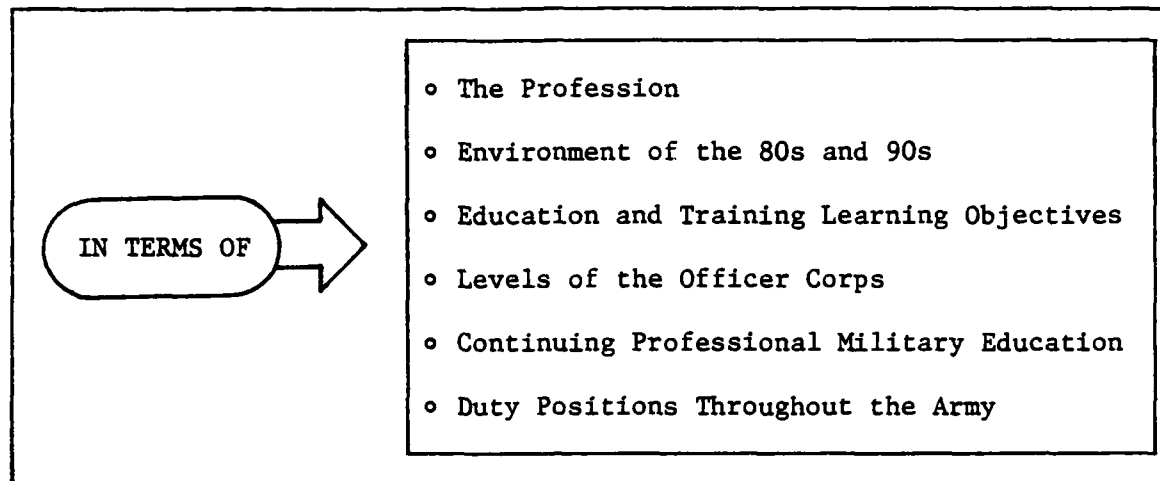 IN TERMS OF
o The Profession
o Environment of the 80s and 90s
o Education and Training Learning Objectives
o Levels of the Officer Corps
o Continuing Professional Military Education
o Duty Positions Throughout the Army